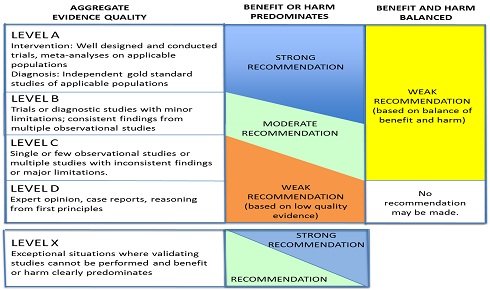 AGGREGATE
EVIDENCE QUALITY
BENEFIT OR HARM
PREDOMINATES
BENEFIT AND HARM
BALANCED
LEVEL A
Intervention: Well designed and conducted
trials, meta-analyses on applicable
populations
Diagnosis: Independent gold standard
studies of applicable populations
STRONG
RECOMMENDATION
WEAK
RECOMMENDATION
(based on balance of
benefit and harm)
LEVEL B
Trials or diagnostic studies with minor
limitations; consistent findings from
multiple observational studies
MODERATE
RECOMMENDATION
LEVEL C
Single or few observational studies or
multiple studies with inconsistent findings
or major limitations.
LEVEL D
Expert opinion, case reports, reasoning
from first principles
WEAK
RECOMMENDATION
(based on low quality
evidence)
No
recommendation
may be made.
LEVEL X
Exceptional situations where validating
studies cannot be performed and benefit
or harm clearly predominates
STRONG
RECOMMENDATION
RECOMMENDATION